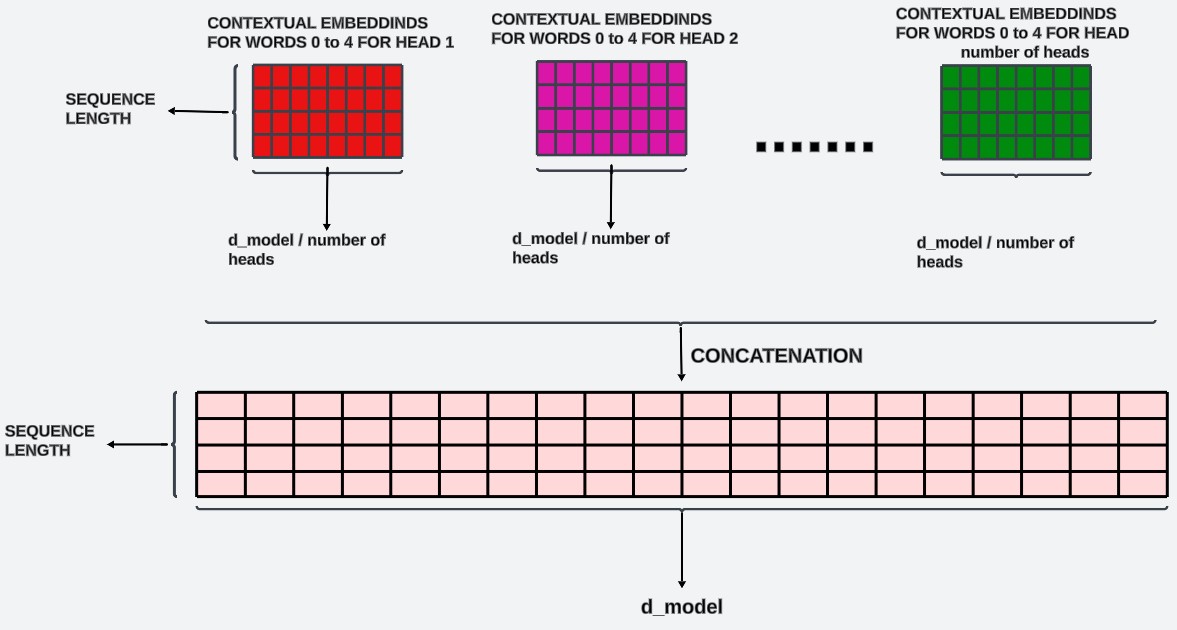 CONTEXTUAL EMBEDDINDS
FOR WORDS 0 to 4 FOR HEAD 1
CONTEXTUAL EMBEDDINDS
FOR WORDS 0 to 4 FOR HEAD 2
CONTEXTUAL EMBEDDINDS
FOR WORDS 0 to 4 FOR HEAD
number of heads
SEQUENCE
LENGTH
d_model / number of
heads
d_model / number of
heads
d_model / number of
heads
CONCATENATION
SEQUENCE
LENGTH
d_model